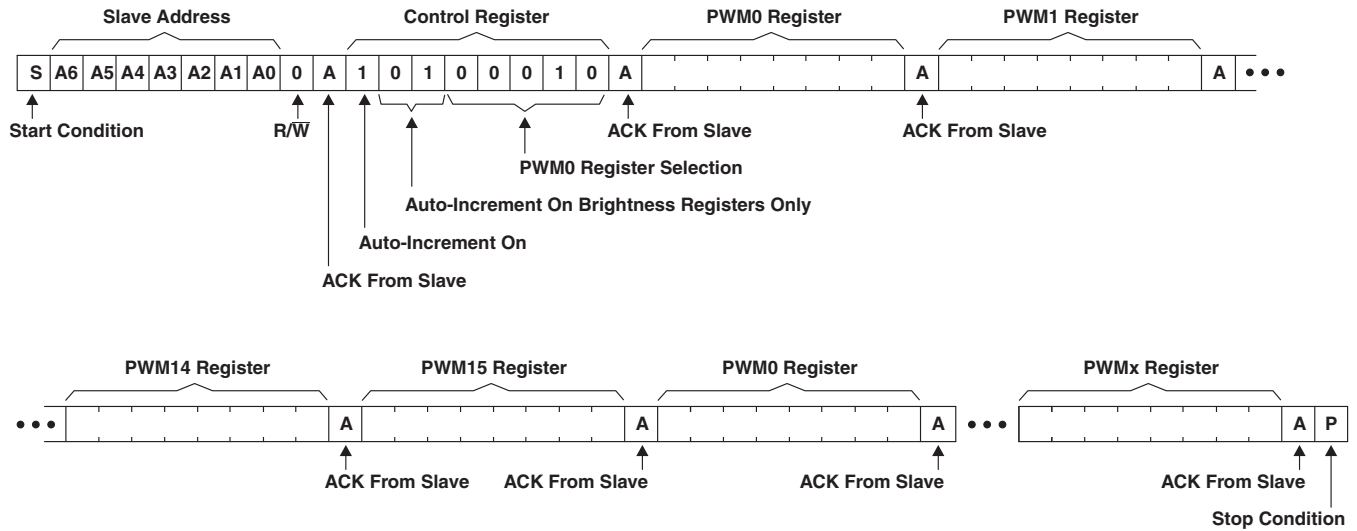 Slave Address Control Register PWM0 Register PWM1 Register
S A6 A5 A4 A3 A2 A1 A0 0 A 1 0 1 0 0 0 1 0 A A A
Start Condition R/W̅ ACK From Slave ACK From Slave
PWM0 Register Selection
Auto-Increment On Brightness Registers Only
Auto-Increment On
ACK From Slave
PWM14 Register PWM15 Register PWM0 Register PWMx Register
A A A A P
ACK From Slave ACK From Slave ACK From Slave ACK From Slave
Stop Condition